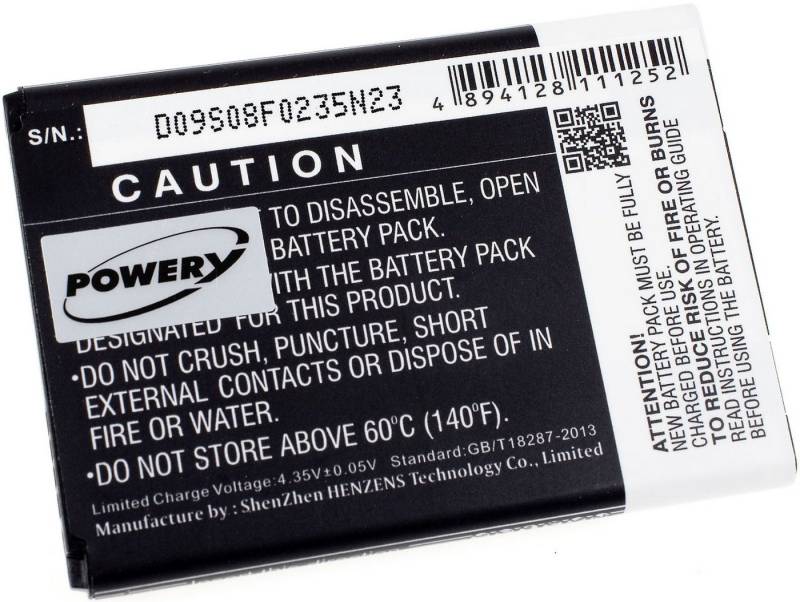 S/N.: D09S08F0235N23
4 894128 111252
CAUTION
TO DISASSEMBLE, OPEN
BATTERY PACK.
WITH THE BATTERY PACK
DESIGNATED FOR THIS PRODUCT.
•DO NOT CRUSH, PUNCTURE, SHORT
EXTERNAL CONTACTS OR DISPOSE OF IN
FIRE OR WATER.
•DO NOT STORE ABOVE 60°C (140°F).
Limited Charge Voltage: 4.35V±0.05V Standard: GB/T18287-2013
Manufacture by : ShenZhen HENZENS Technology Co., Limited
POWERY
ATTENTION!
NEW BATTERY PACK MUST BE FULLY
CHARGED BEFORE USE.
TO REDUCE RISK OF FIRE OR BURNS
READ INSTRUCTIONS IN OPERATING GUIDE
BEFORE USING THE BATTERY.